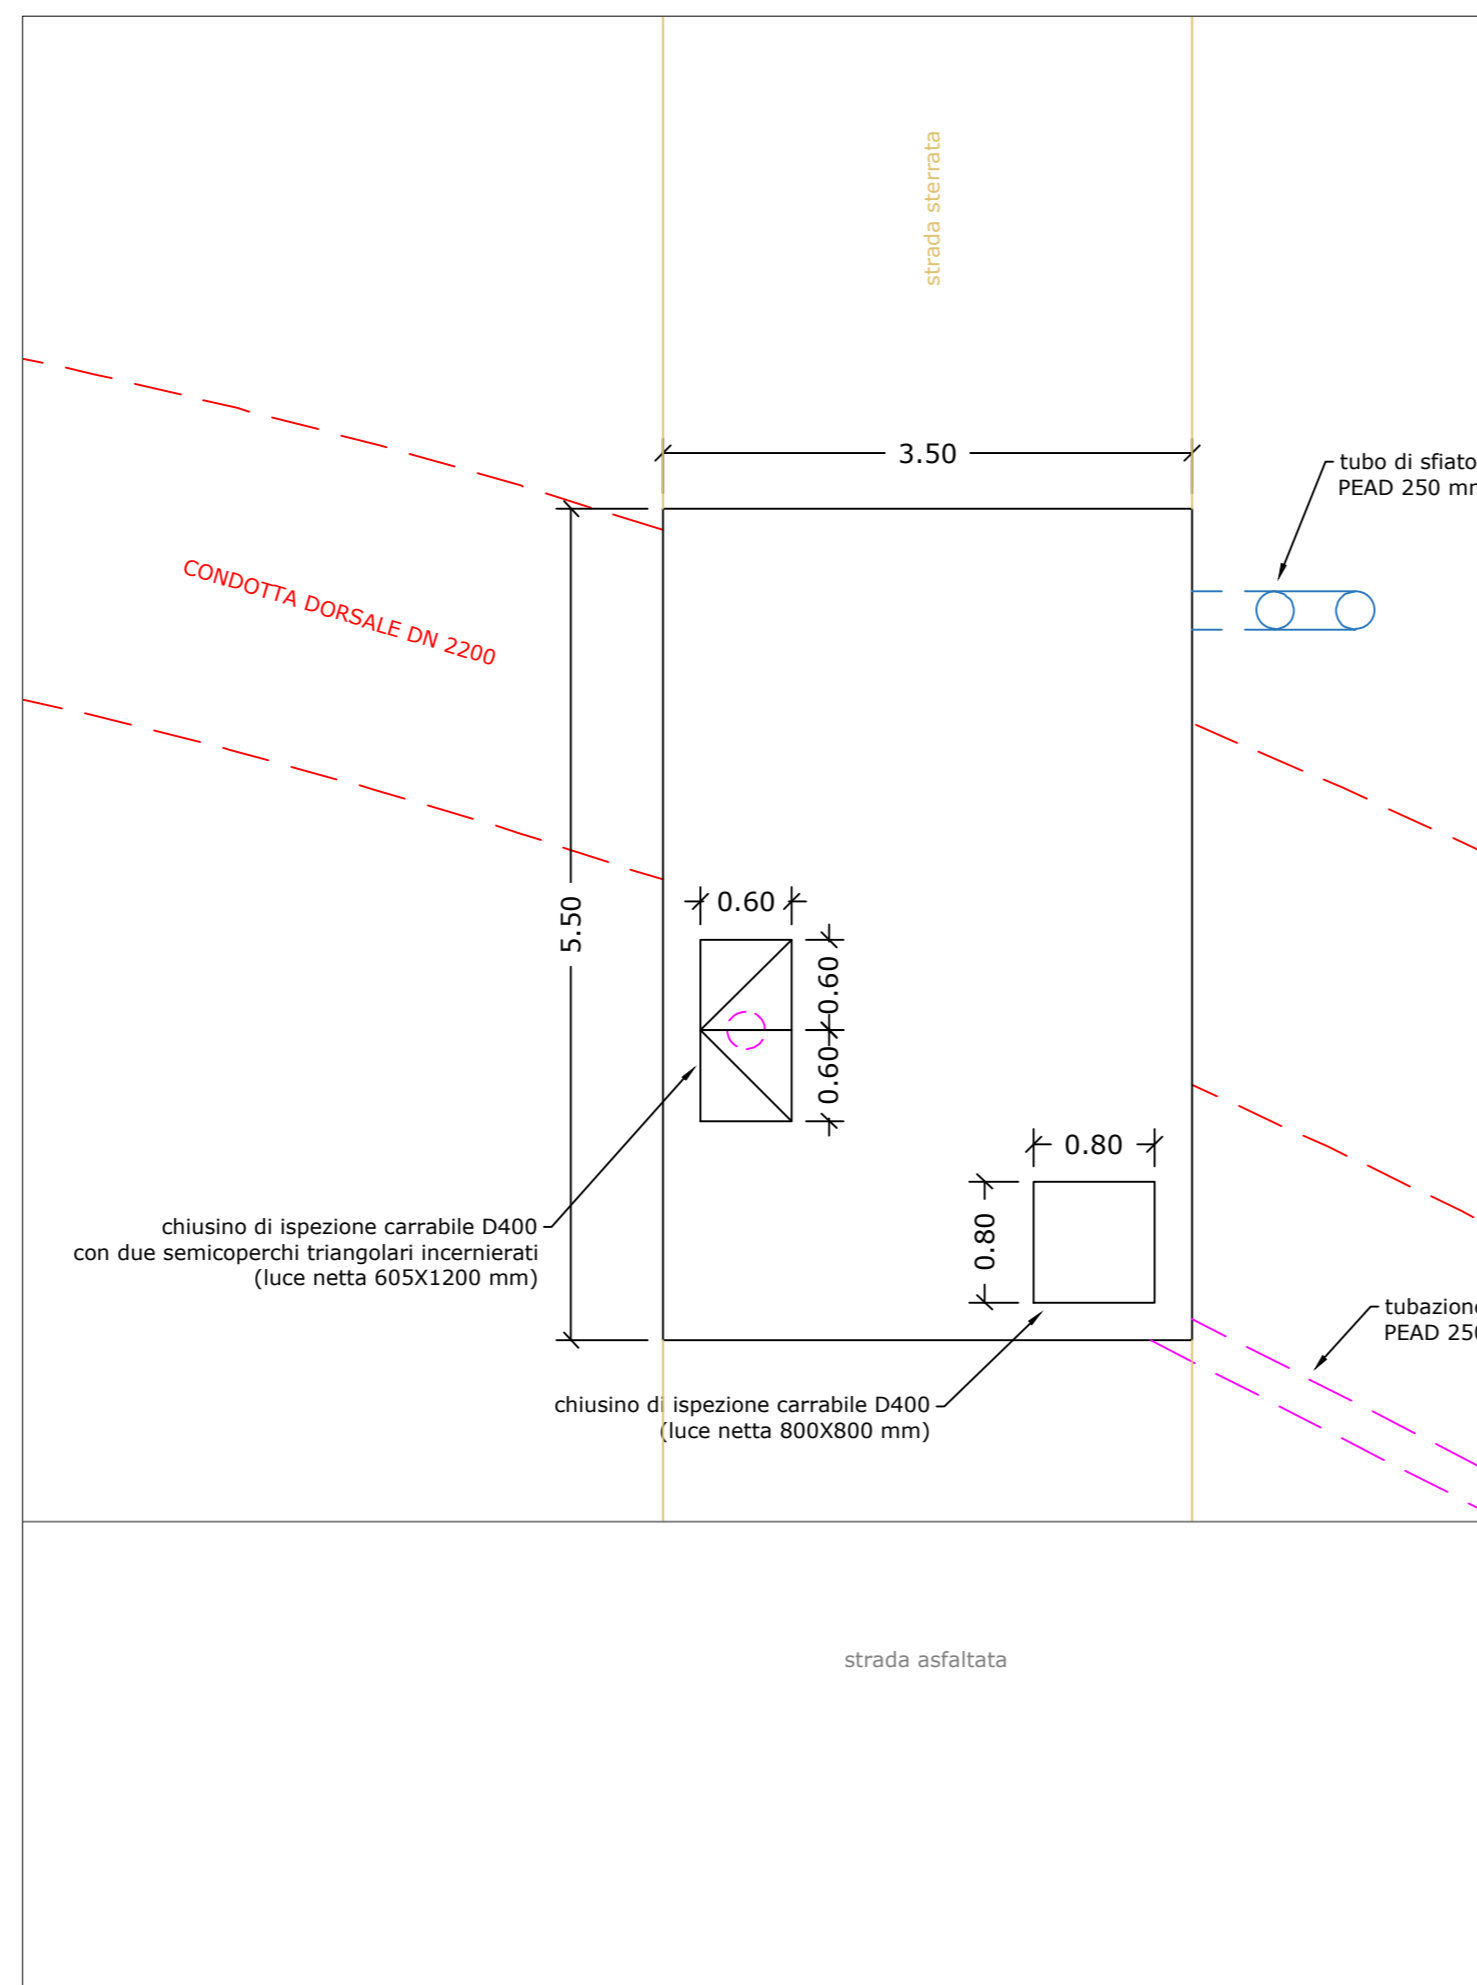 strada sterrata
3.50
tubo di sfiato
PEAD 250
CONDOTTA DORSALE DN 2200
5.50
0.60
0.60
0.60
0.80
0.80
chiusino di ispezione carrabile D400
con due semicoperchi triangolari incernierati
(luce netta 605X1200 mm)
tubazione
PEAD
chiusino di ispezione carrabile D400
(luce netta 800X800 mm)
strada asfaltata